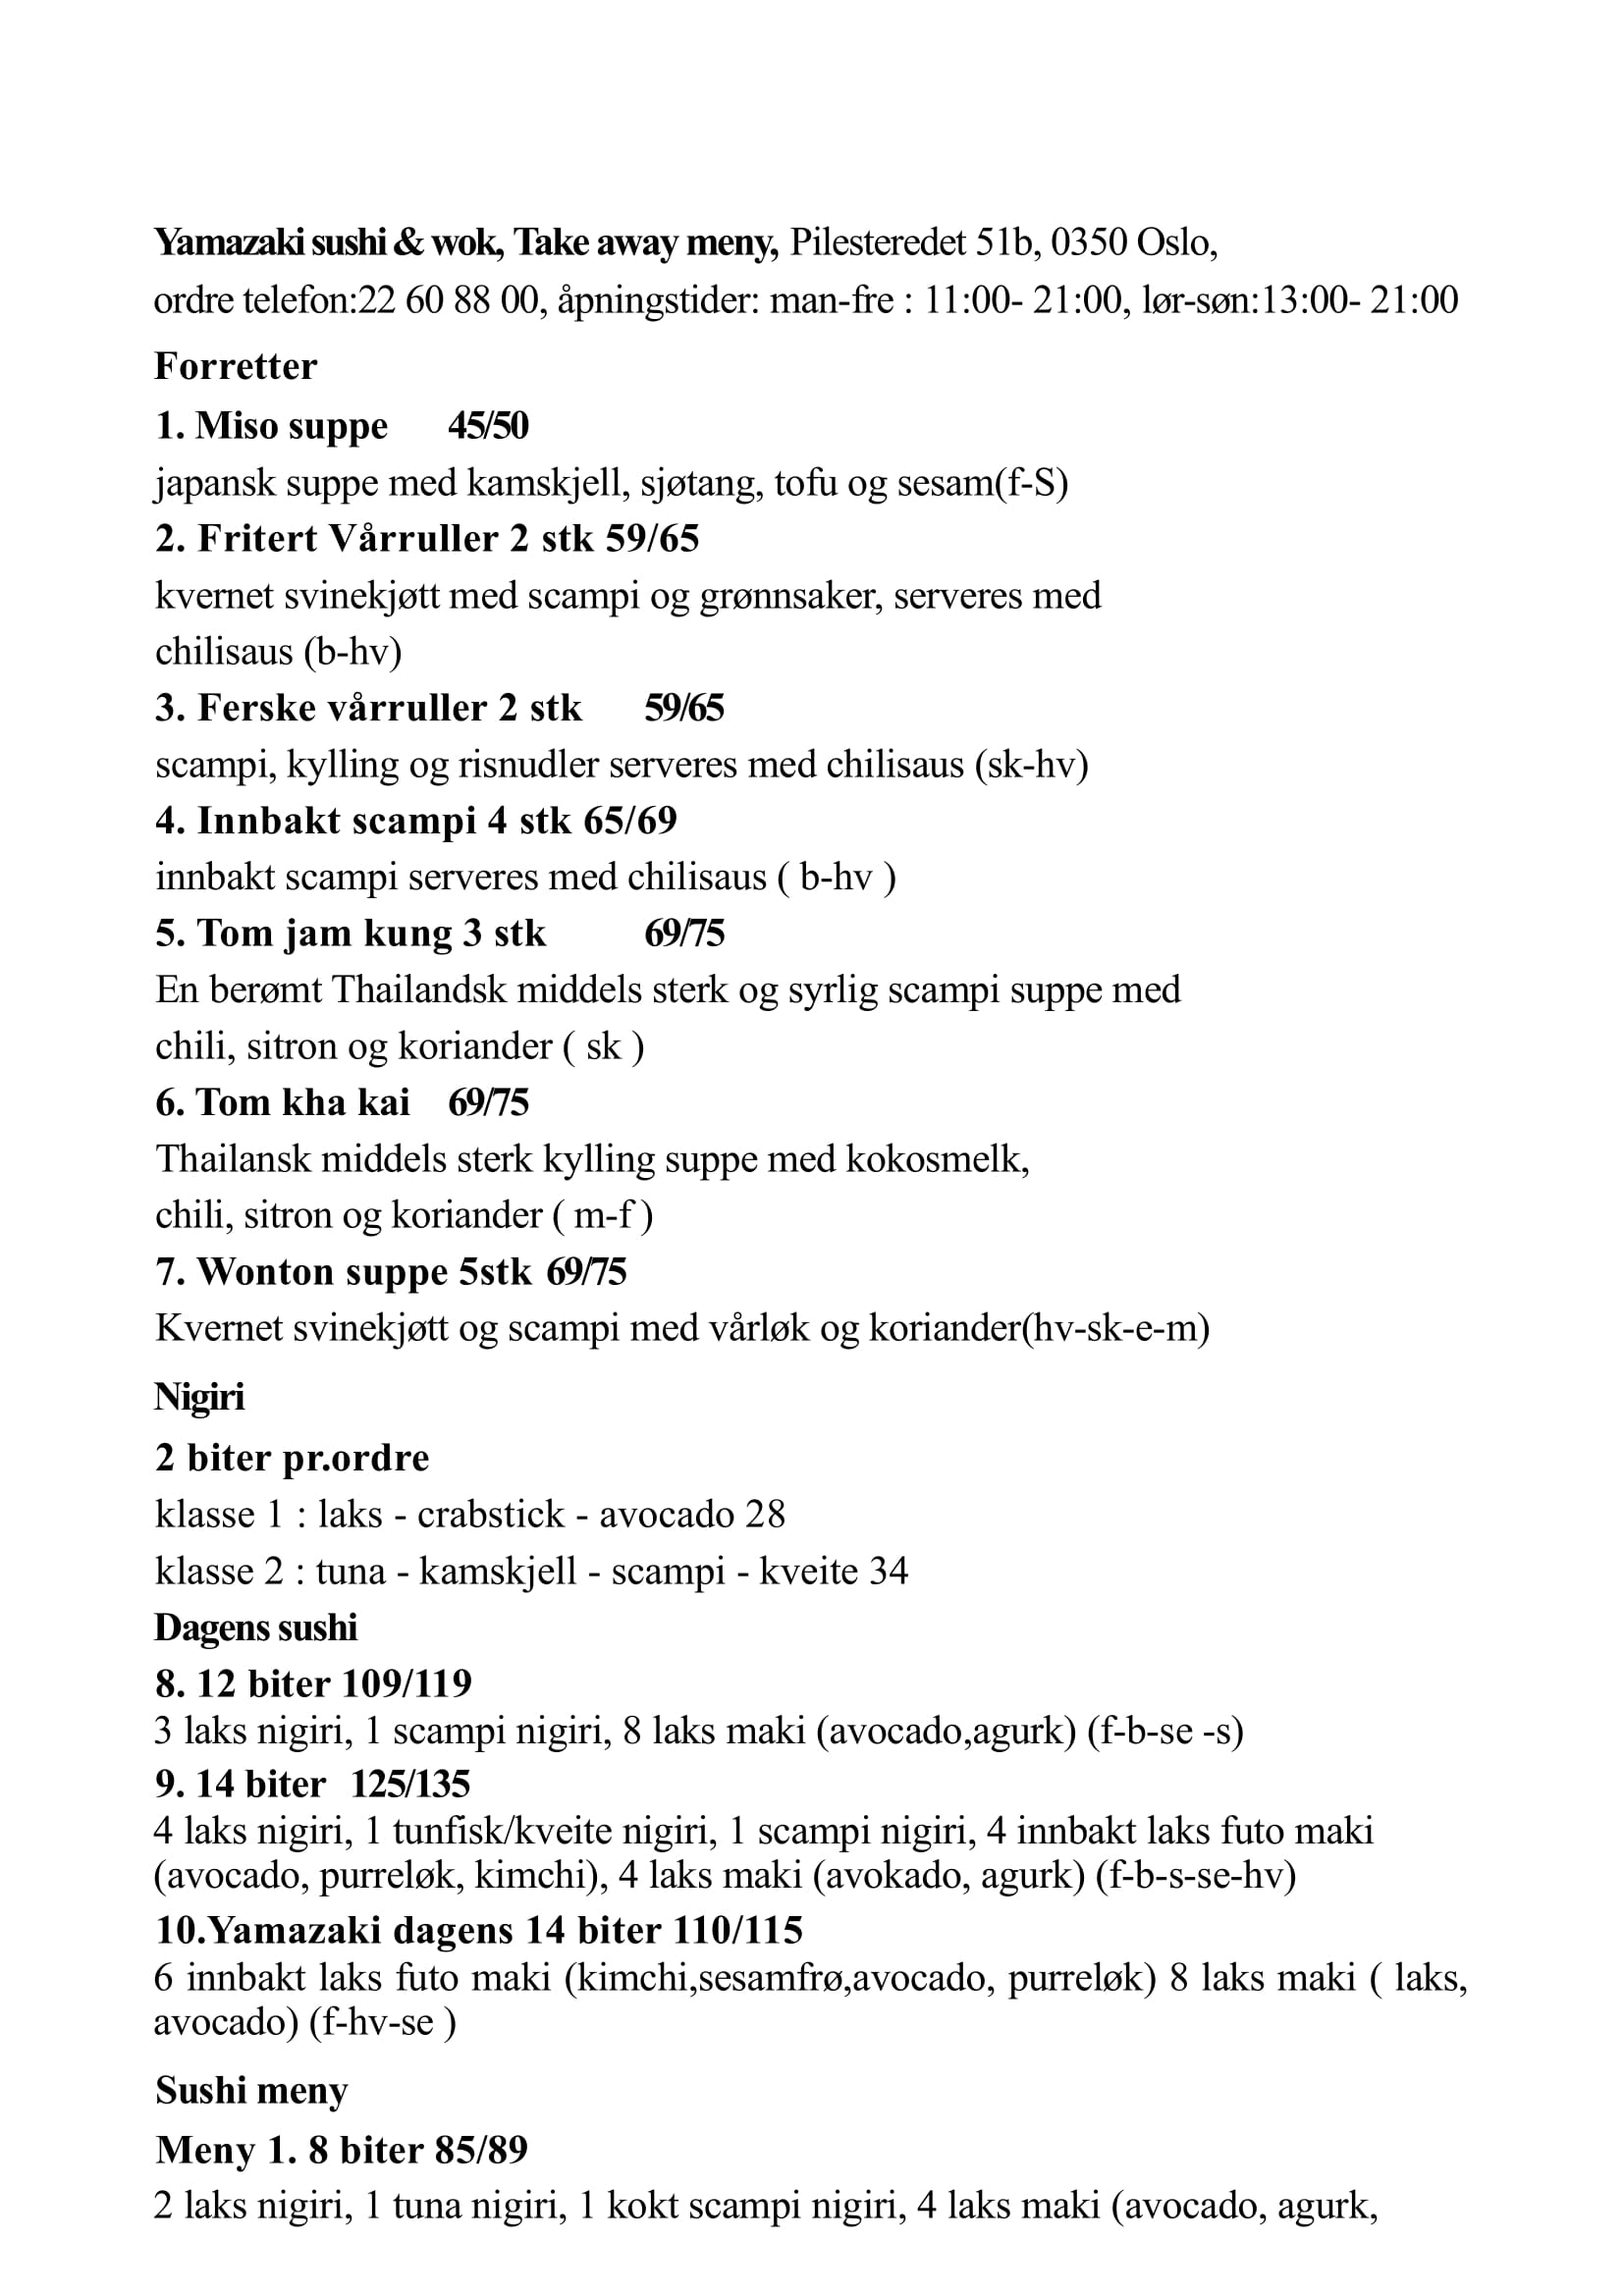 Yamazaki sushi & wok, Take away meny, Pilesteredet 51b, 0350 Oslo,
ordre telefon:22 60 88 00, åpningstider: man-fre : 11:00- 21:00, lør-søn:13:00- 21:00
Forretter
1. Miso suppe 45/50
japansk suppe med kamskjell, sjøtang, tofu og sesam(f-S)
2. Fritert Vårruller 2 stk 59/65
kvernet svinekjøtt med scampi og grønnsaker, serveres med
chilisaus (b-hv)
3. Ferske vårruller 2 stk 59/65
scampi, kylling og risnudler serveres med chilisaus (sk-hv)
4. Innbakt scampi 4 stk 65/69
innbakt scampi serveres med chilisaus ( b-hv )
5. Tom jam kung 3 stk 69/75
En berømt Thailandsk middels sterk og syrlig scampi suppe med
chili, sitron og koriander ( sk )
6. Tom kha kai 69/75
Thailansk middels sterk kylling suppe med kokosmelk,
chili, sitron og koriander ( m-f )
7. Wonton suppe 5stk 69/75
Kvernet svinekjøtt og scampi med vårløk og koriander(hv-sk-e-m)
Nigiri
2 biter pr.ordre
klasse 1 : laks - crabstick - avocado 28
klasse 2 : tuna - kamskjell - scampi - kveite 34
Dagens sushi
8. 12 biter 109/119
3 laks nigiri, 1 scampi nigiri, 8 laks maki (avocado,agurk) (f-b-se -s)
9. 14 biter 125/135
4 laks nigiri, 1 tunfisk/kveite nigiri, 1 scampi nigiri, 4 innbakt laks futo maki
(avocado, purreløk, kimchi), 4 laks maki (avokado, agurk) (f-b-s-se-hv)
10.Yamazaki dagens 14 biter 110/115
6 innbakt laks futo maki (kimchi,sesamfrø,avocado, purreløk) 8 laks maki ( laks,
avocado) (f-hv-se )
Sushi meny
Meny 1. 8 biter 85/89
2 laks nigiri, 1 tuna nigiri, 1 kokt scampi nigiri, 4 laks maki (avocado, agurk,